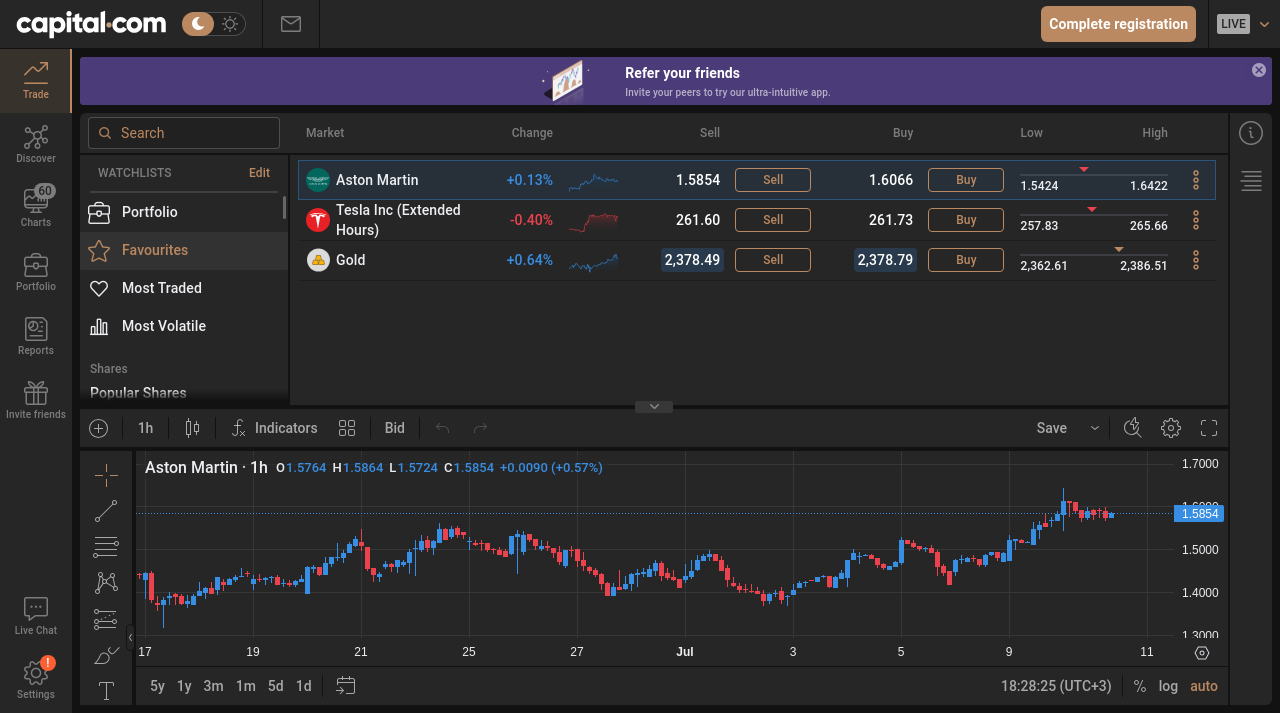 capital.com
Complete registration
LIVE
Trade
Discover
60
Charts
Portfolio
Reports
Invite friends
Live Chat
!
Settings
Refer your friends
Invite your peers to try our ultra-intuitive app.
Search
Market Change Sell Buy Low High
WATCHLISTS Edit
Portfolio
Favourites
Most Traded
Most Volatile
Shares
Popular Shares
Aston Martin +0.13% 1.5854 Sell 1.6066 Buy 1.5424 1.6422
Tesla Inc (Extended
Hours) -0.40% 261.60 Sell 261.73 Buy 257.83 265.66
Gold +0.64% 2,378.49 Sell 2,378.79 Buy 2,362.61 2,386.51
1h Indicators Bid Save
Aston Martin · 1h O1.5764 H1.5864 L1.5724 C1.5854 +0.0090 (+0.57%)
1.7000
1.6000
1.5854
1.5000
1.4000
1.3000
17 19 21 25 27 Jul 3 5 9 11
5y 1y 3m 1m 5d 1d 18:28:25 (UTC+3) % log auto